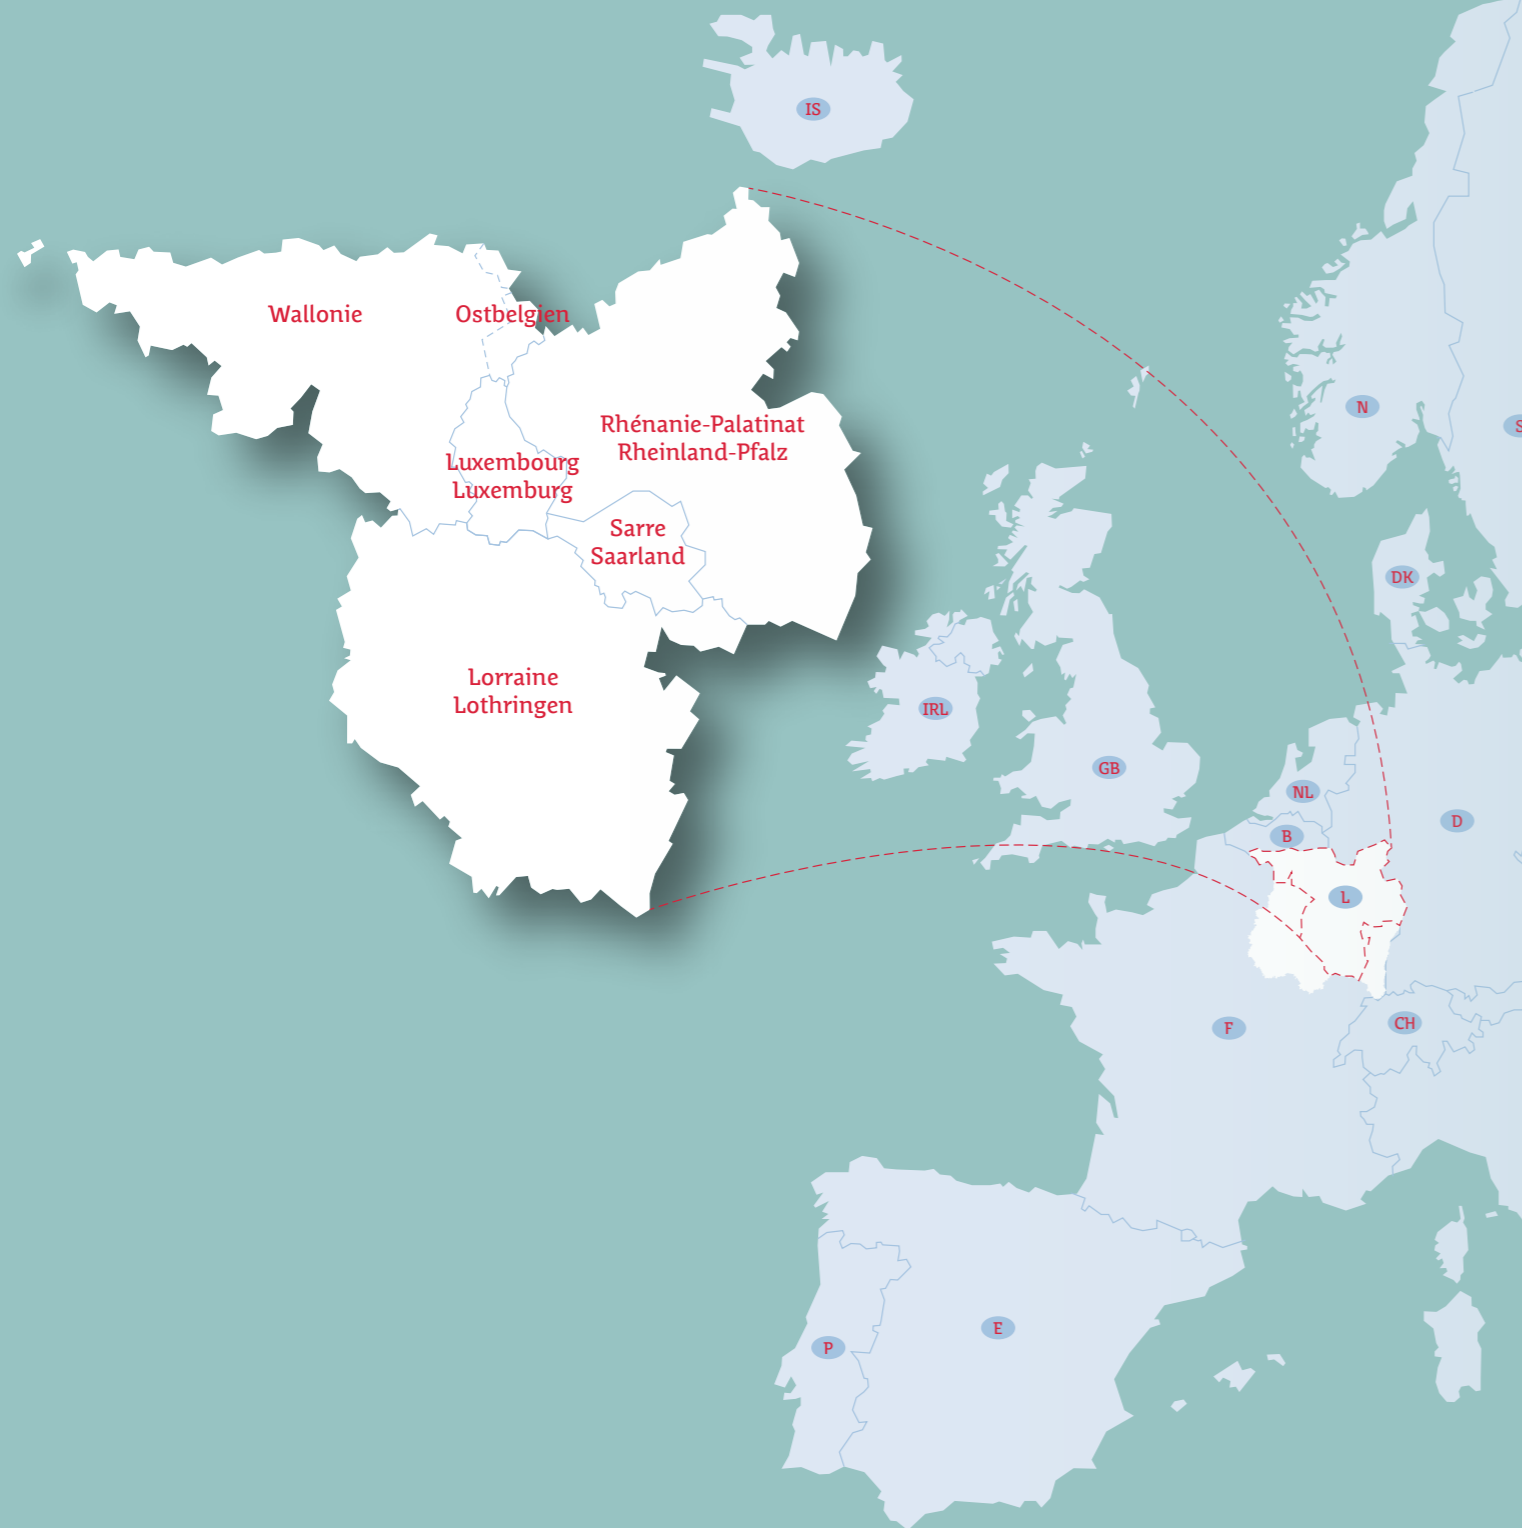 IS
Wallonie
Ostbelgien
Rhénanie-Palatinat
Rheinland-Pfalz
Luxembourg
Luxemburg
Sarre
Saarland
Lorraine
Lothringen
N
S
DK
IRL
GB
NL
B
D
L
F
CH
E
P